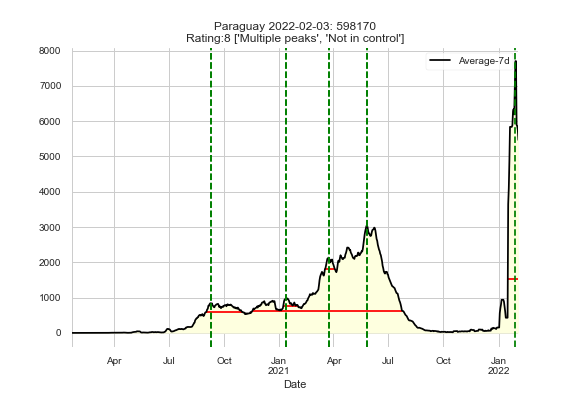 Paraguay 2022-02-03: 598170
Rating:8 ['Multiple peaks', 'Not in control']
Average-7d
8000
7000
6000
5000
4000
3000
2000
1000
0
Apr Jul Oct Jan Apr Jul Oct Jan
2021 2022
Date